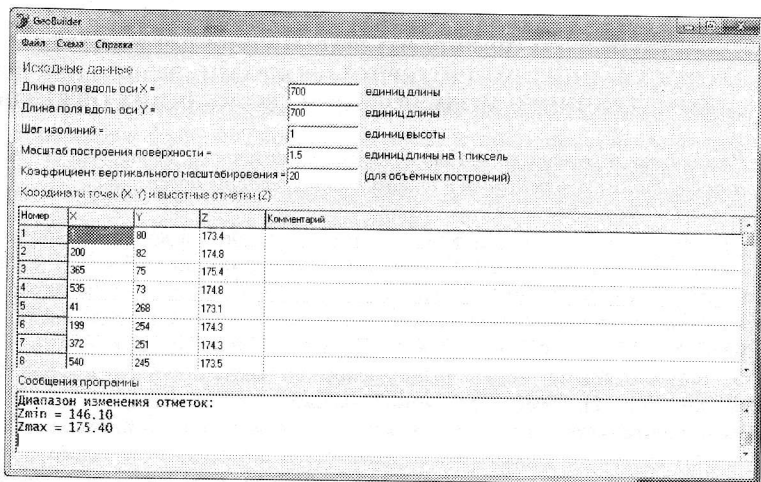 GeoBuilder
Файл Схема Справка
Исходные данные
Длина поля вдоль оси X = 700 единиц длины
Длина поля вдоль оси Y = 700 единиц длины
Шаг изолиний = 1 единиц высоты
Масштаб построения поверхности = 1.5 единиц длины на 1 пиксель
Коэффициент вертикального масштабирования = 20 (для объёмных построений)
Координаты точек (X, Y) и высотные отметки (Z)
Номер X Y Z Комментарий
1 80 173.4
2 200 82 174.8
3 365 75 175.4
4 535 73 174.8
5 41 268 173.1
6 199 254 174.3
7 372 251 174.3
8 540 245 173.5
Сообщения программы
Диапазон изменения отметок:
Zmin = 146.10
Zmax = 175.40